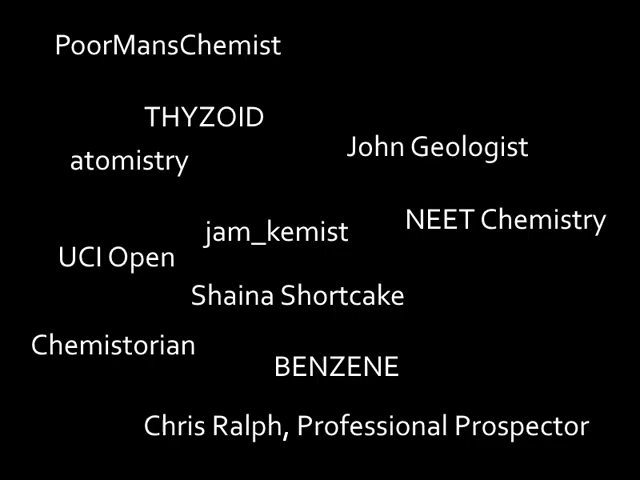 PoorMansChemist
THYZOID
John Geologist
atomistry
NEET Chemistry
jam_kemist
UCI Open
Shaina Shortcake
Chemistorian
BENZENE
Chris Ralph, Professional Prospector